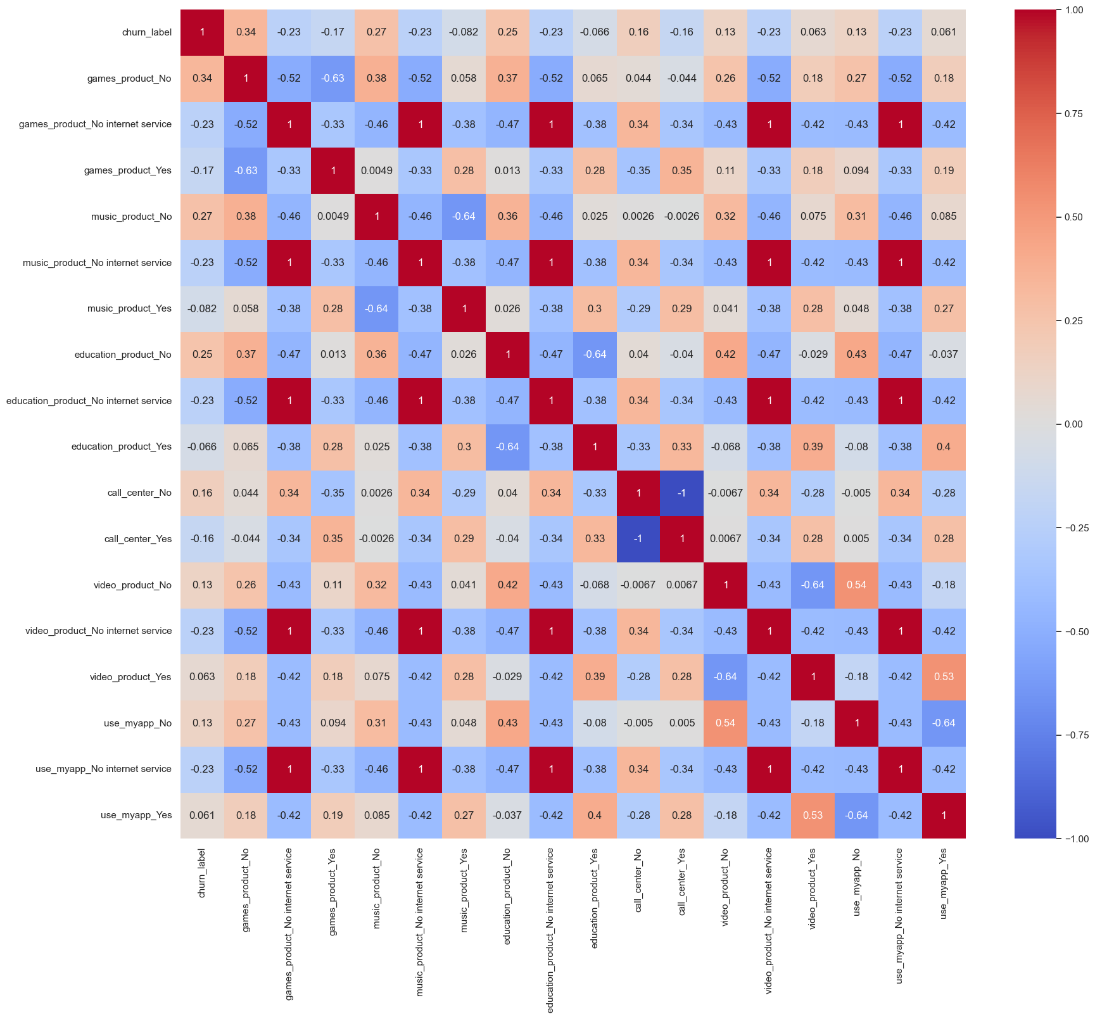 churn_label 1 0.34 -0.23 -0.17 0.27 -0.23 -0.082 0.25 -0.23 -0.066 0.16 -0.16 0.13 -0.23 0.063 0.13 -0.23 0.061
games_product_No 0.34 1 -0.52 -0.63 0.38 -0.52 0.058 0.37 -0.52 0.065 0.044 -0.044 0.26 -0.52 0.18 0.27 -0.52 0.18
games_product_No internet service -0.23 -0.52 1 -0.33 -0.46 1 -0.38 -0.47 1 -0.38 0.34 -0.34 -0.43 1 -0.42 -0.43 1 -0.42
games_product_Yes -0.17 -0.63 -0.33 1 0.0049 -0.33 0.28 0.013 -0.33 0.28 -0.35 0.35 0.11 -0.33 0.18 0.094 -0.33 0.19
music_product_No 0.27 0.38 -0.46 0.0049 1 -0.46 -0.64 0.36 -0.46 0.025 0.0026 -0.0026 0.32 -0.46 0.075 0.31 -0.46 0.085
music_product_No internet service -0.23 -0.52 1 -0.33 -0.46 1 -0.38 -0.47 1 -0.38 0.34 -0.34 -0.43 1 -0.42 -0.43 1 -0.42
music_product_Yes -0.082 0.058 -0.38 0.28 -0.64 -0.38 1 0.026 -0.38 0.3 -0.29 0.29 0.041 -0.38 0.28 0.048 -0.38 0.27
education_product_No 0.25 0.37 -0.47 0.013 0.36 -0.47 0.026 1 -0.47 -0.64 0.04 -0.04 0.42 -0.47 -0.029 0.43 -0.47 -0.037
education_product_No internet service -0.23 -0.52 1 -0.33 -0.46 1 -0.38 -0.47 1 -0.38 0.34 -0.34 -0.43 1 -0.42 -0.43 1 -0.42
education_product_Yes -0.066 0.065 -0.38 0.28 0.025 -0.38 0.3 -0.64 -0.38 1 -0.33 0.33 -0.068 -0.38 0.39 -0.08 -0.38 0.4
call_center_No 0.16 0.044 0.34 -0.35 0.0026 0.34 -0.29 0.04 0.34 -0.33 1 -1 -0.0067 0.34 -0.28 -0.005 0.34 -0.28
call_center_Yes -0.16 -0.044 -0.34 0.35 -0.0026 -0.34 0.29 -0.04 -0.34 0.33 -1 1 0.0067 -0.34 0.28 0.005 -0.34 0.28
video_product_No 0.13 0.26 -0.43 0.11 0.32 -0.43 0.041 0.42 -0.43 -0.068 -0.0067 0.0067 1 -0.43 -0.64 0.54 -0.43 -0.18
video_product_No internet service -0.23 -0.52 1 -0.33 -0.46 1 -0.38 -0.47 1 -0.38 0.34 -0.34 -0.43 1 -0.42 -0.43 1 -0.42
video_product_Yes 0.063 0.18 -0.42 0.18 0.075 -0.42 0.28 -0.029 -0.42 0.39 -0.28 0.28 -0.64 -0.42 1 -0.18 -0.42 0.53
use_myapp_No 0.13 0.27 -0.43 0.094 0.31 -0.43 0.048 0.43 -0.43 -0.08 -0.005 0.005 0.54 -0.43 -0.18 1 -0.43 -0.64
use_myapp_No internet service -0.23 -0.52 1 -0.33 -0.46 1 -0.38 -0.47 1 -0.38 0.34 -0.34 -0.43 1 -0.42 -0.43 1 -0.42
use_myapp_Yes 0.061 0.18 -0.42 0.19 0.085 -0.42 0.27 -0.037 -0.42 0.4 -0.28 0.28 -0.18 -0.42 0.53 -0.64 -0.42 1
churn_label
games_product_No
games_product_No internet service
games_product_Yes
music_product_No
music_product_No internet service
music_product_Yes
education_product_No
education_product_No internet service
education_product_Yes
call_center_No
call_center_Yes
video_product_No
video_product_No internet service
video_product_Yes
use_myapp_No
use_myapp_No internet service
use_myapp_Yes
1.00
0.75
0.50
0.25
0.00
−0.25
−0.50
−0.75
−1.00